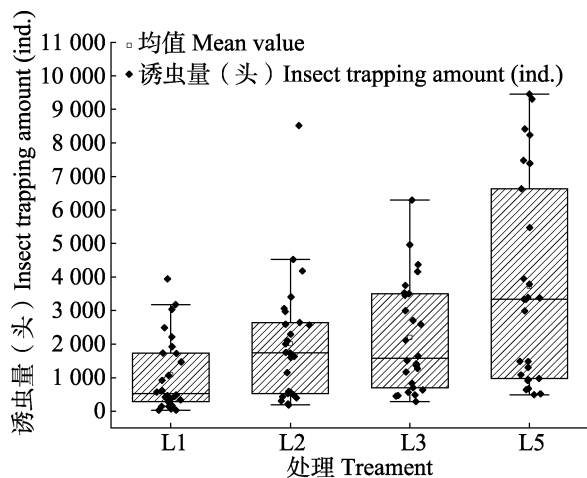 诱虫量（头）Insect trapping amount (ind.)
11 000
10 000
9 000
8 000
7 000
6 000
5 000
4 000
3 000
2 000
1 000
0
均值 Mean value
诱虫量（头）Insect trapping amount (ind.)
L1 L2 L3 L5
处理 Treament